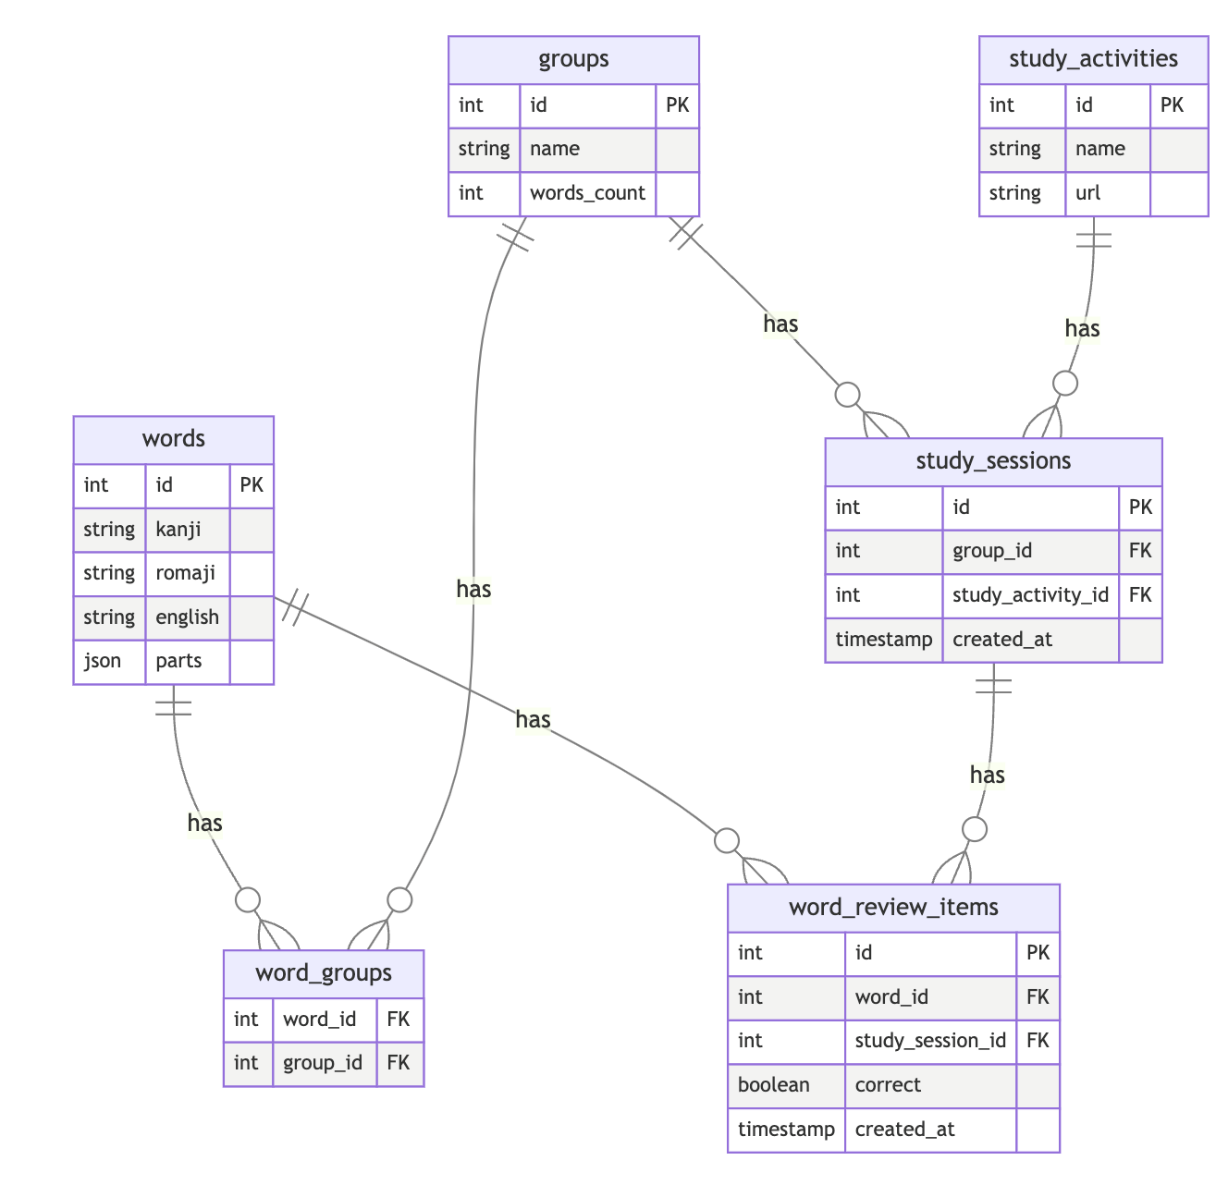 groups
int id PK
string name
int words_count
study_activities
int id PK
string name
string url
has
has
words
int id PK
string kanji
string romaji
string english
json parts
study_sessions
int id PK
int group_id FK
int study_activity_id FK
timestamp created_at
has
has
has
has
word_groups
int word_id FK
int group_id FK
word_review_items
int id PK
int word_id FK
int study_session_id FK
boolean correct
timestamp created_at